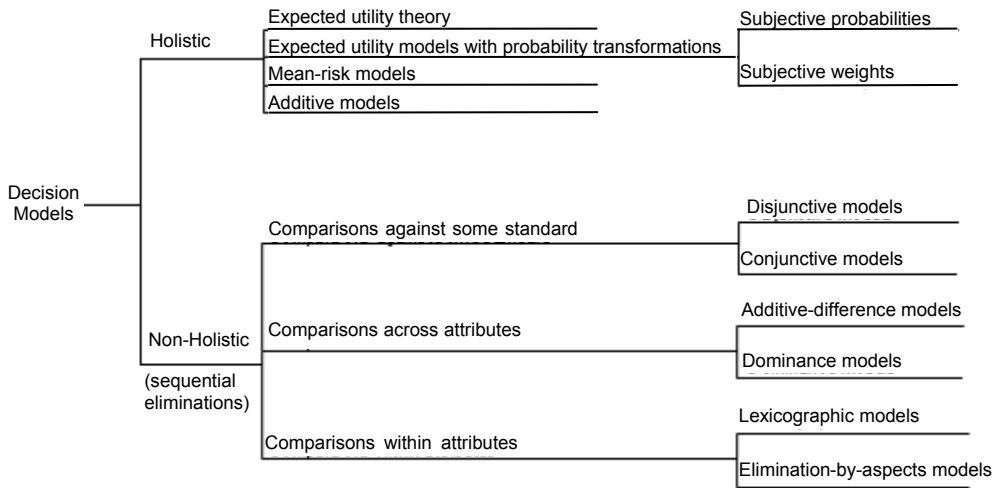 Decision
Models
Holistic
Expected utility theory
Expected utility models with probability transformations
Subjective probabilities
Subjective weights
Mean-risk models
Additive models
Non-Holistic
(sequential
eliminations)
Comparisons against some standard
Disjunctive models
Conjunctive models
Comparisons across attributes
Additive-difference models
Dominance models
Comparisons within attributes
Lexicographic models
Elimination-by-aspects models